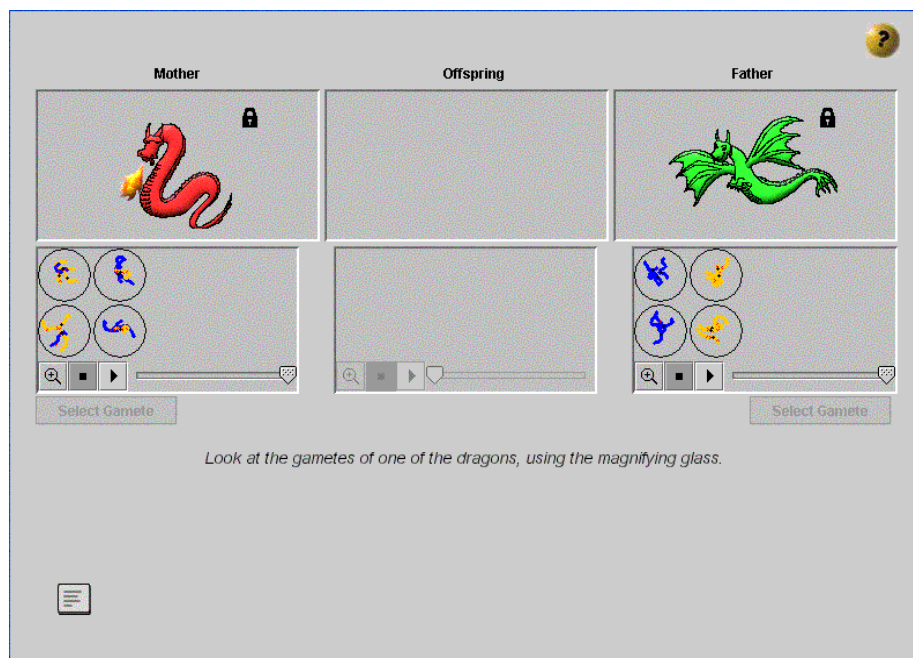 ?
Mother Offspring Father
Select Gamete Select Gamete
Look at the gametes of one of the dragons, using the magnifying glass.